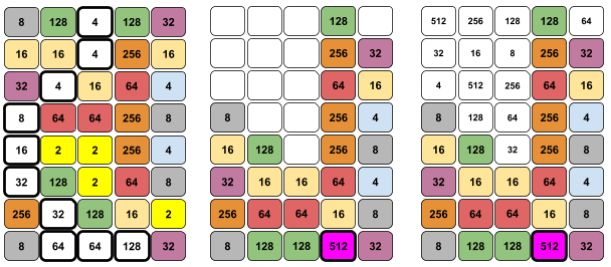 8 128 4 128 32 128 512 256 128 128 64
16 16 4 256 16 256 32 32 16 8 256 32
32 4 16 64 4 64 16 4 512 256 64 16
8 64 64 256 8 8 256 4 8 128 64 256 4
16 2 2 256 4 16 128 256 8 16 128 32 256 8
32 128 2 64 8 32 16 16 64 4 32 16 16 64 4
256 32 128 16 2 256 64 64 16 8 256 64 64 16 8
8 64 64 128 32 8 128 128 512 32 8 128 128 512 32